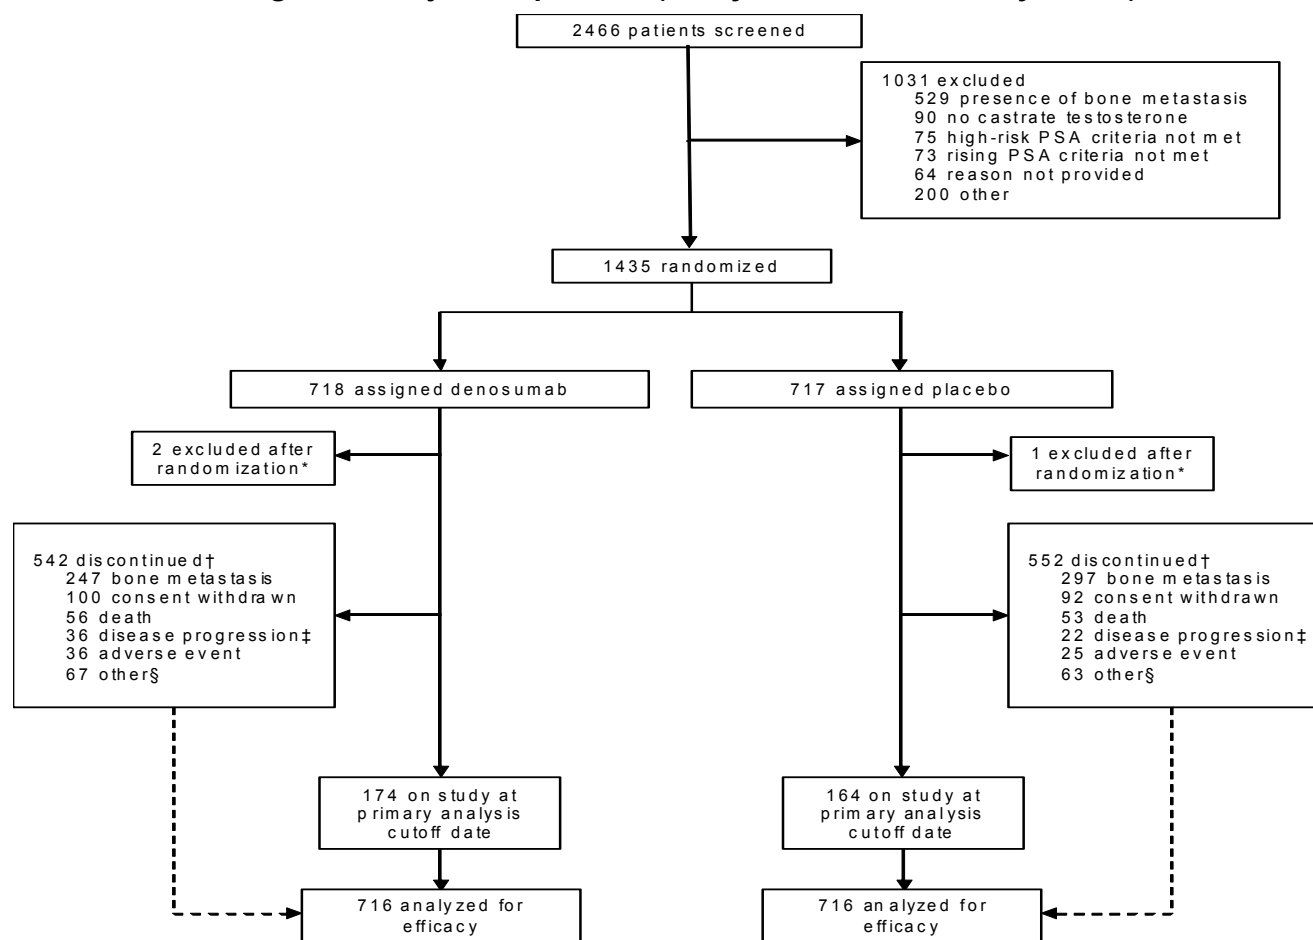 2466 patients screened
1031 excluded
529 presence of bone metastasis
90 no castrate testosterone
75 high-risk PSA criteria not met
73 rising PSA criteria not met
64 reason not provided
200 other
1435 randomized
718 assigned denosumab
717 assigned placebo
2 excluded after
randomization*
1 excluded after
randomization*
542 discontinued†
247 bone metastasis
100 consent withdrawn
56 death
36 disease progression‡
36 adverse event
67 other§
552 discontinued†
297 bone metastasis
92 consent withdrawn
53 death
22 disease progression‡
25 adverse event
63 other§
174 on study at
primary analysis
cutoff date
164 on study at
primary analysis
cutoff date
716 analyzed for
efficacy
716 analyzed for
efficacy